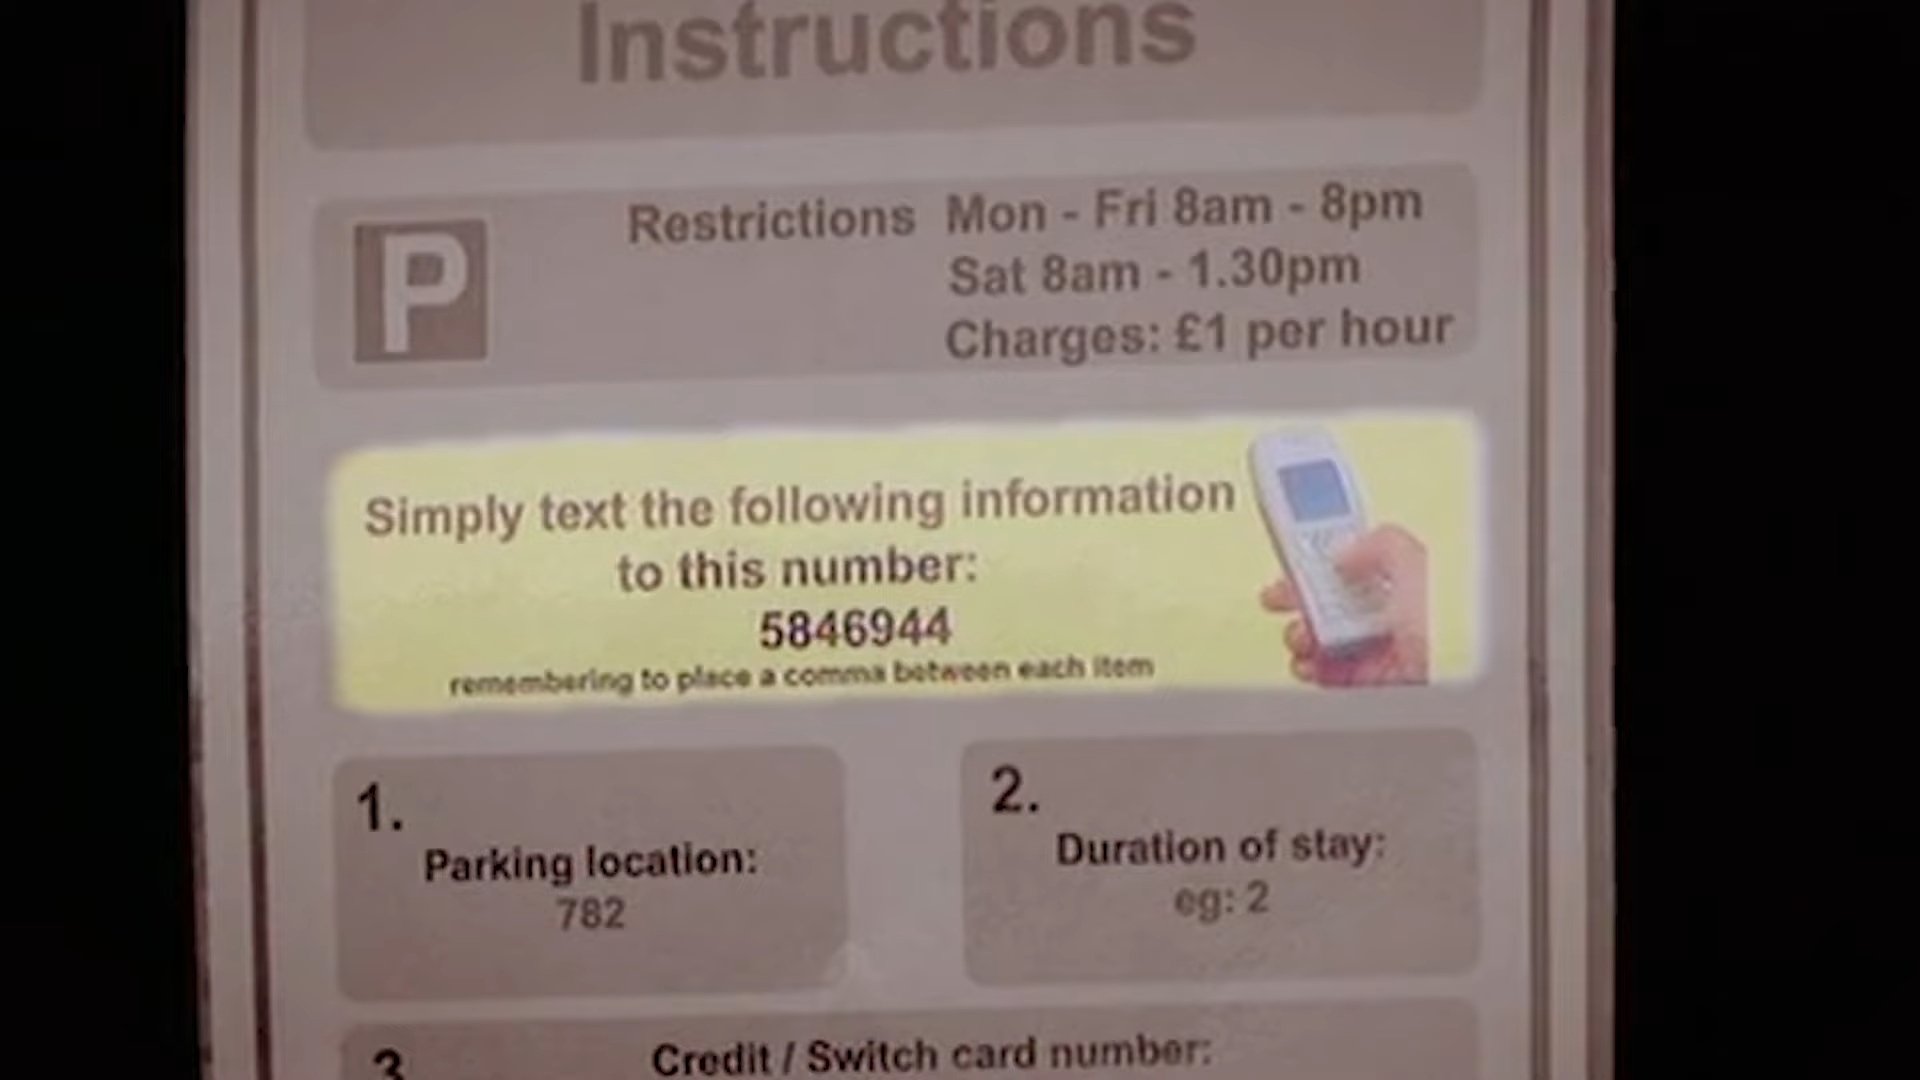 Instructions
P
Restrictions Mon - Fri 8am - 8pm
Sat 8am - 1.30pm
Charges: £1 per hour
Simply text the following information
to this number:
5846944
remembering to place a comma between each item
1.
Parking location:
782
2.
Duration of stay:
eg: 2
3
Credit / Switch card number: